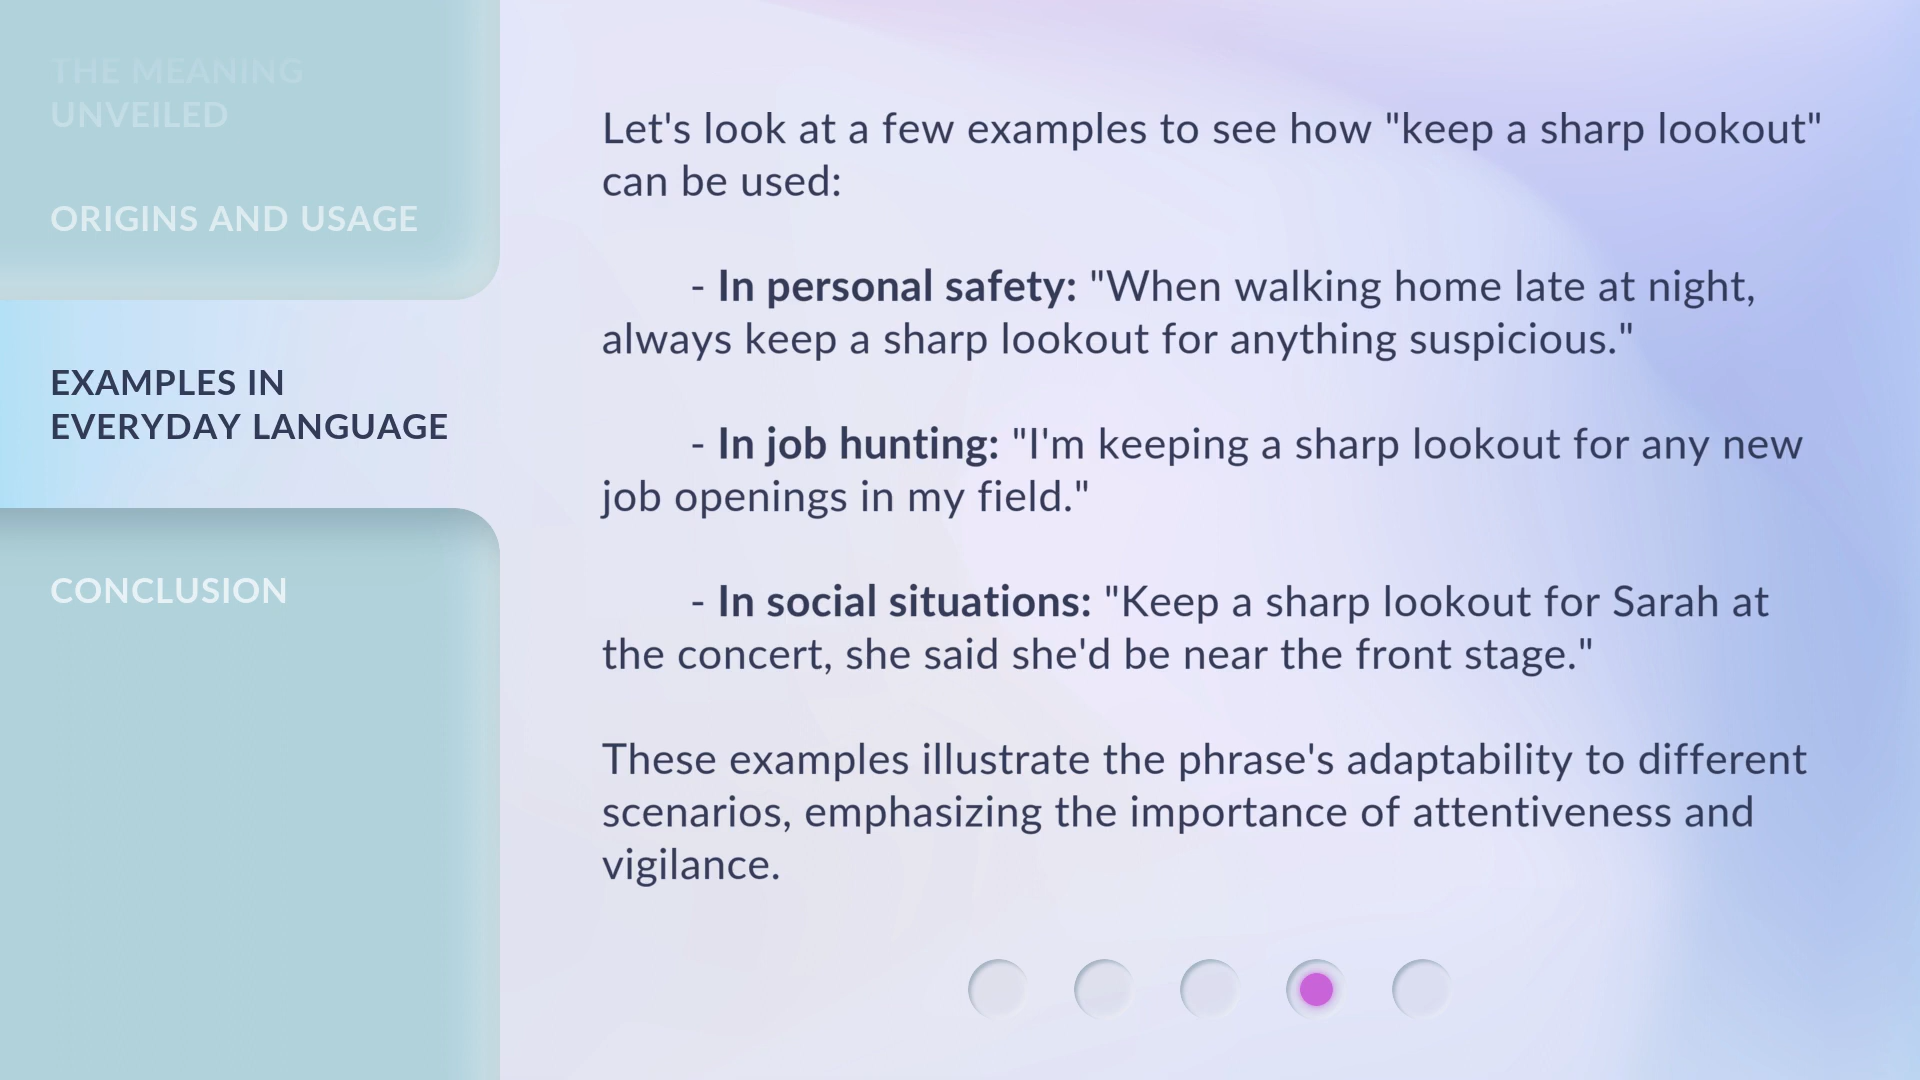 THE MEANING
UNVEILED
ORIGINS AND USAGE
EXAMPLES IN
EVERYDAY LANGUAGE
CONCLUSION
Let's look at a few examples to see how "keep a sharp lookout"
can be used:
- In personal safety: "When walking home late at night,
always keep a sharp lookout for anything suspicious."
- In job hunting: "I'm keeping a sharp lookout for any new
job openings in my field."
- In social situations: "Keep a sharp lookout for Sarah at
the concert, she said she'd be near the front stage."
These examples illustrate the phrase's adaptability to different
scenarios, emphasizing the importance of attentiveness and
vigilance.